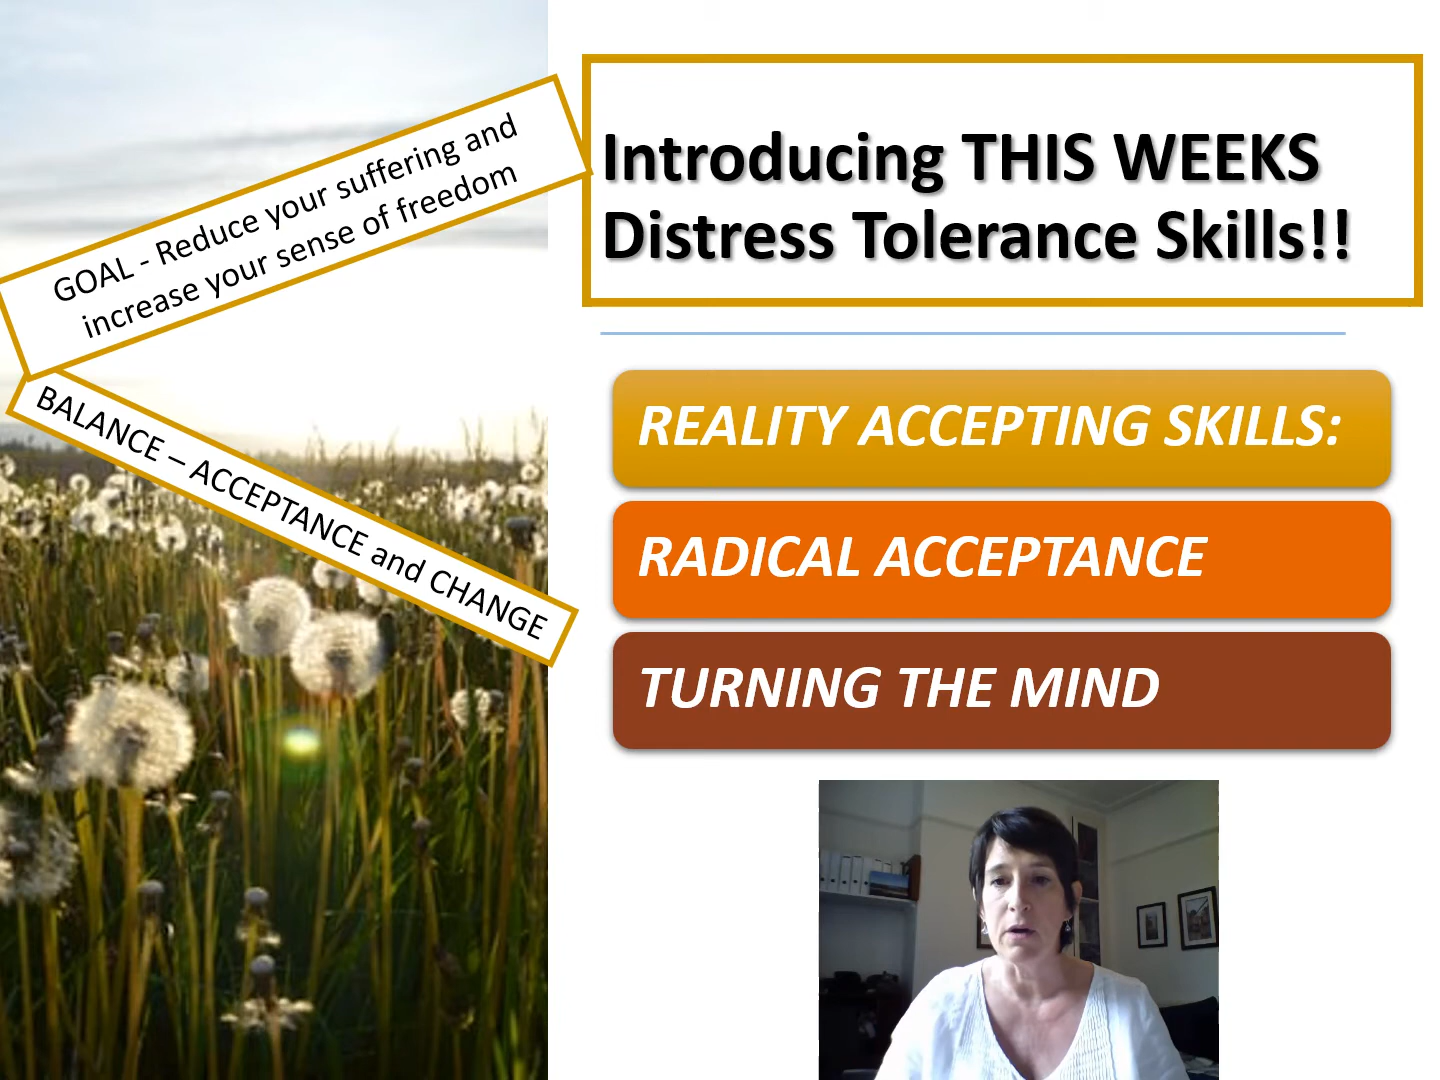 GOAL - Reduce your suffering and
increase your sense of freedom
BALANCE – ACCEPTANCE and CHANGE
Introducing THIS WEEKS
Distress Tolerance Skills!!
REALITY ACCEPTING SKILLS:
RADICAL ACCEPTANCE
TURNING THE MIND